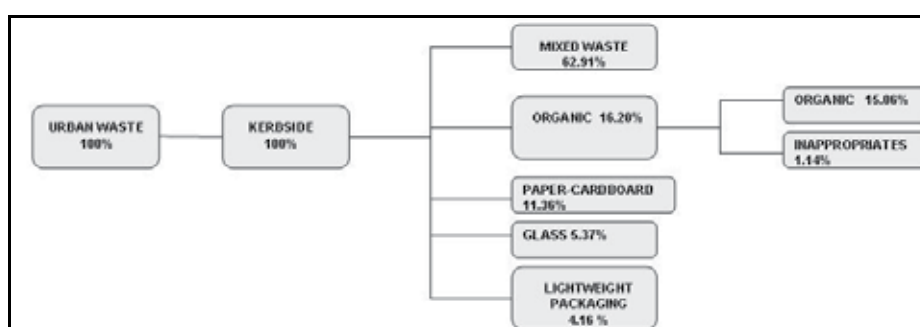 URBAN WASTE
100%
KERBSIDE
100%
MIXED WASTE
62.91%
ORGANIC 16.20%
PAPER-CARDBOARD
11.36%
GLASS 5.37%
LIGHTWEIGHT
PACKAGING
4.16 %
ORGANIC 15.06%
INAPPROPRIATES
1.14%